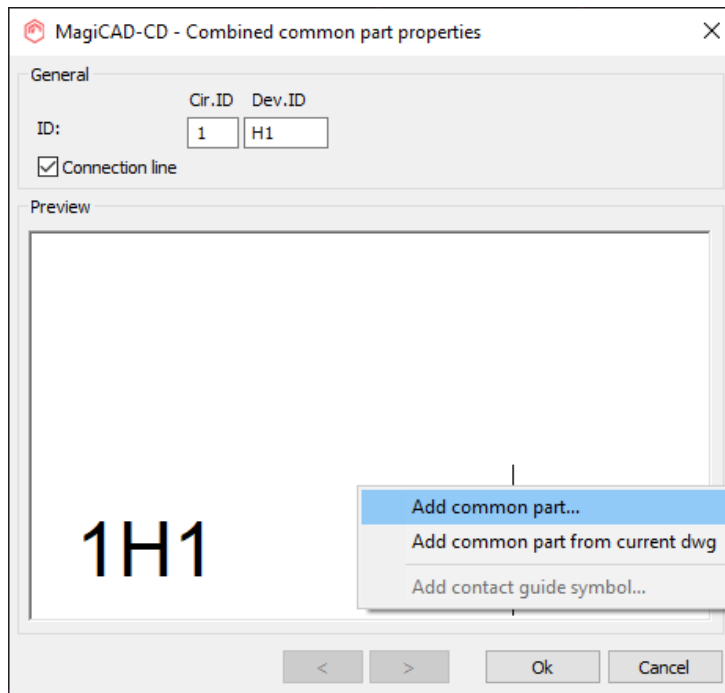 MagiCAD-CD - Combined common part properties
General
Cir.ID Dev.ID
ID: 1 H1
Connection line
Preview
1H1
Add common part...
Add common part from current dwg
Add contact guide symbol...
< > Ok Cancel